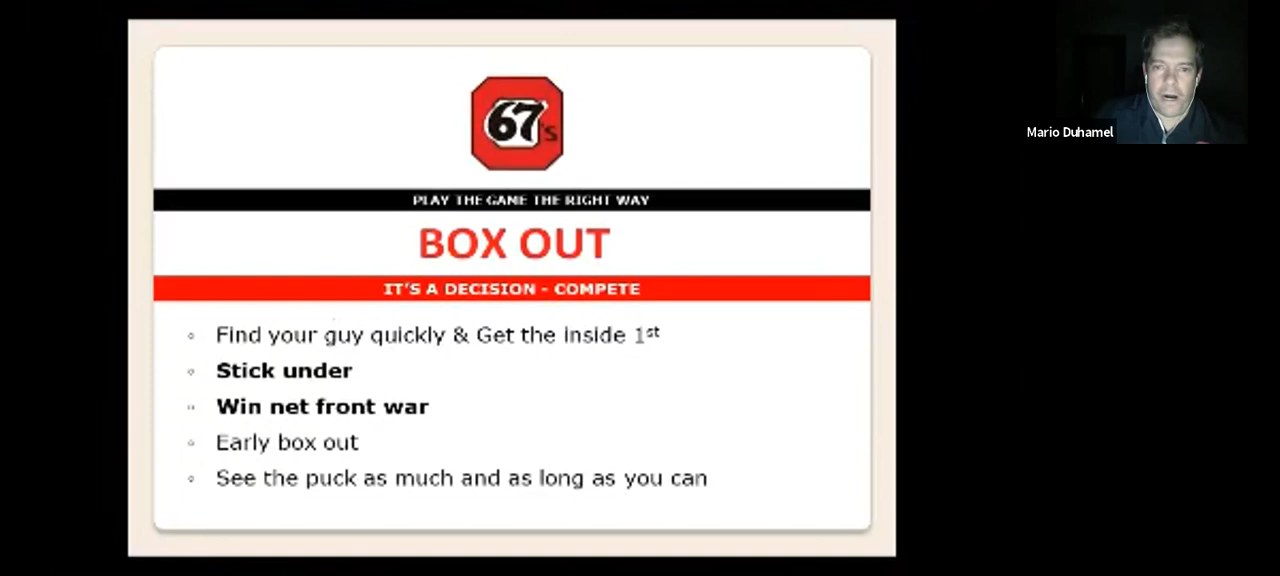 67's
PLAY THE GAME THE RIGHT WAY
BOX OUT
IT'S A DECISION - COMPETE
Find your guy quickly & Get the inside 1st
Stick under
Win net front war
Early box out
See the puck as much and as long as you can
Mario Duhamel